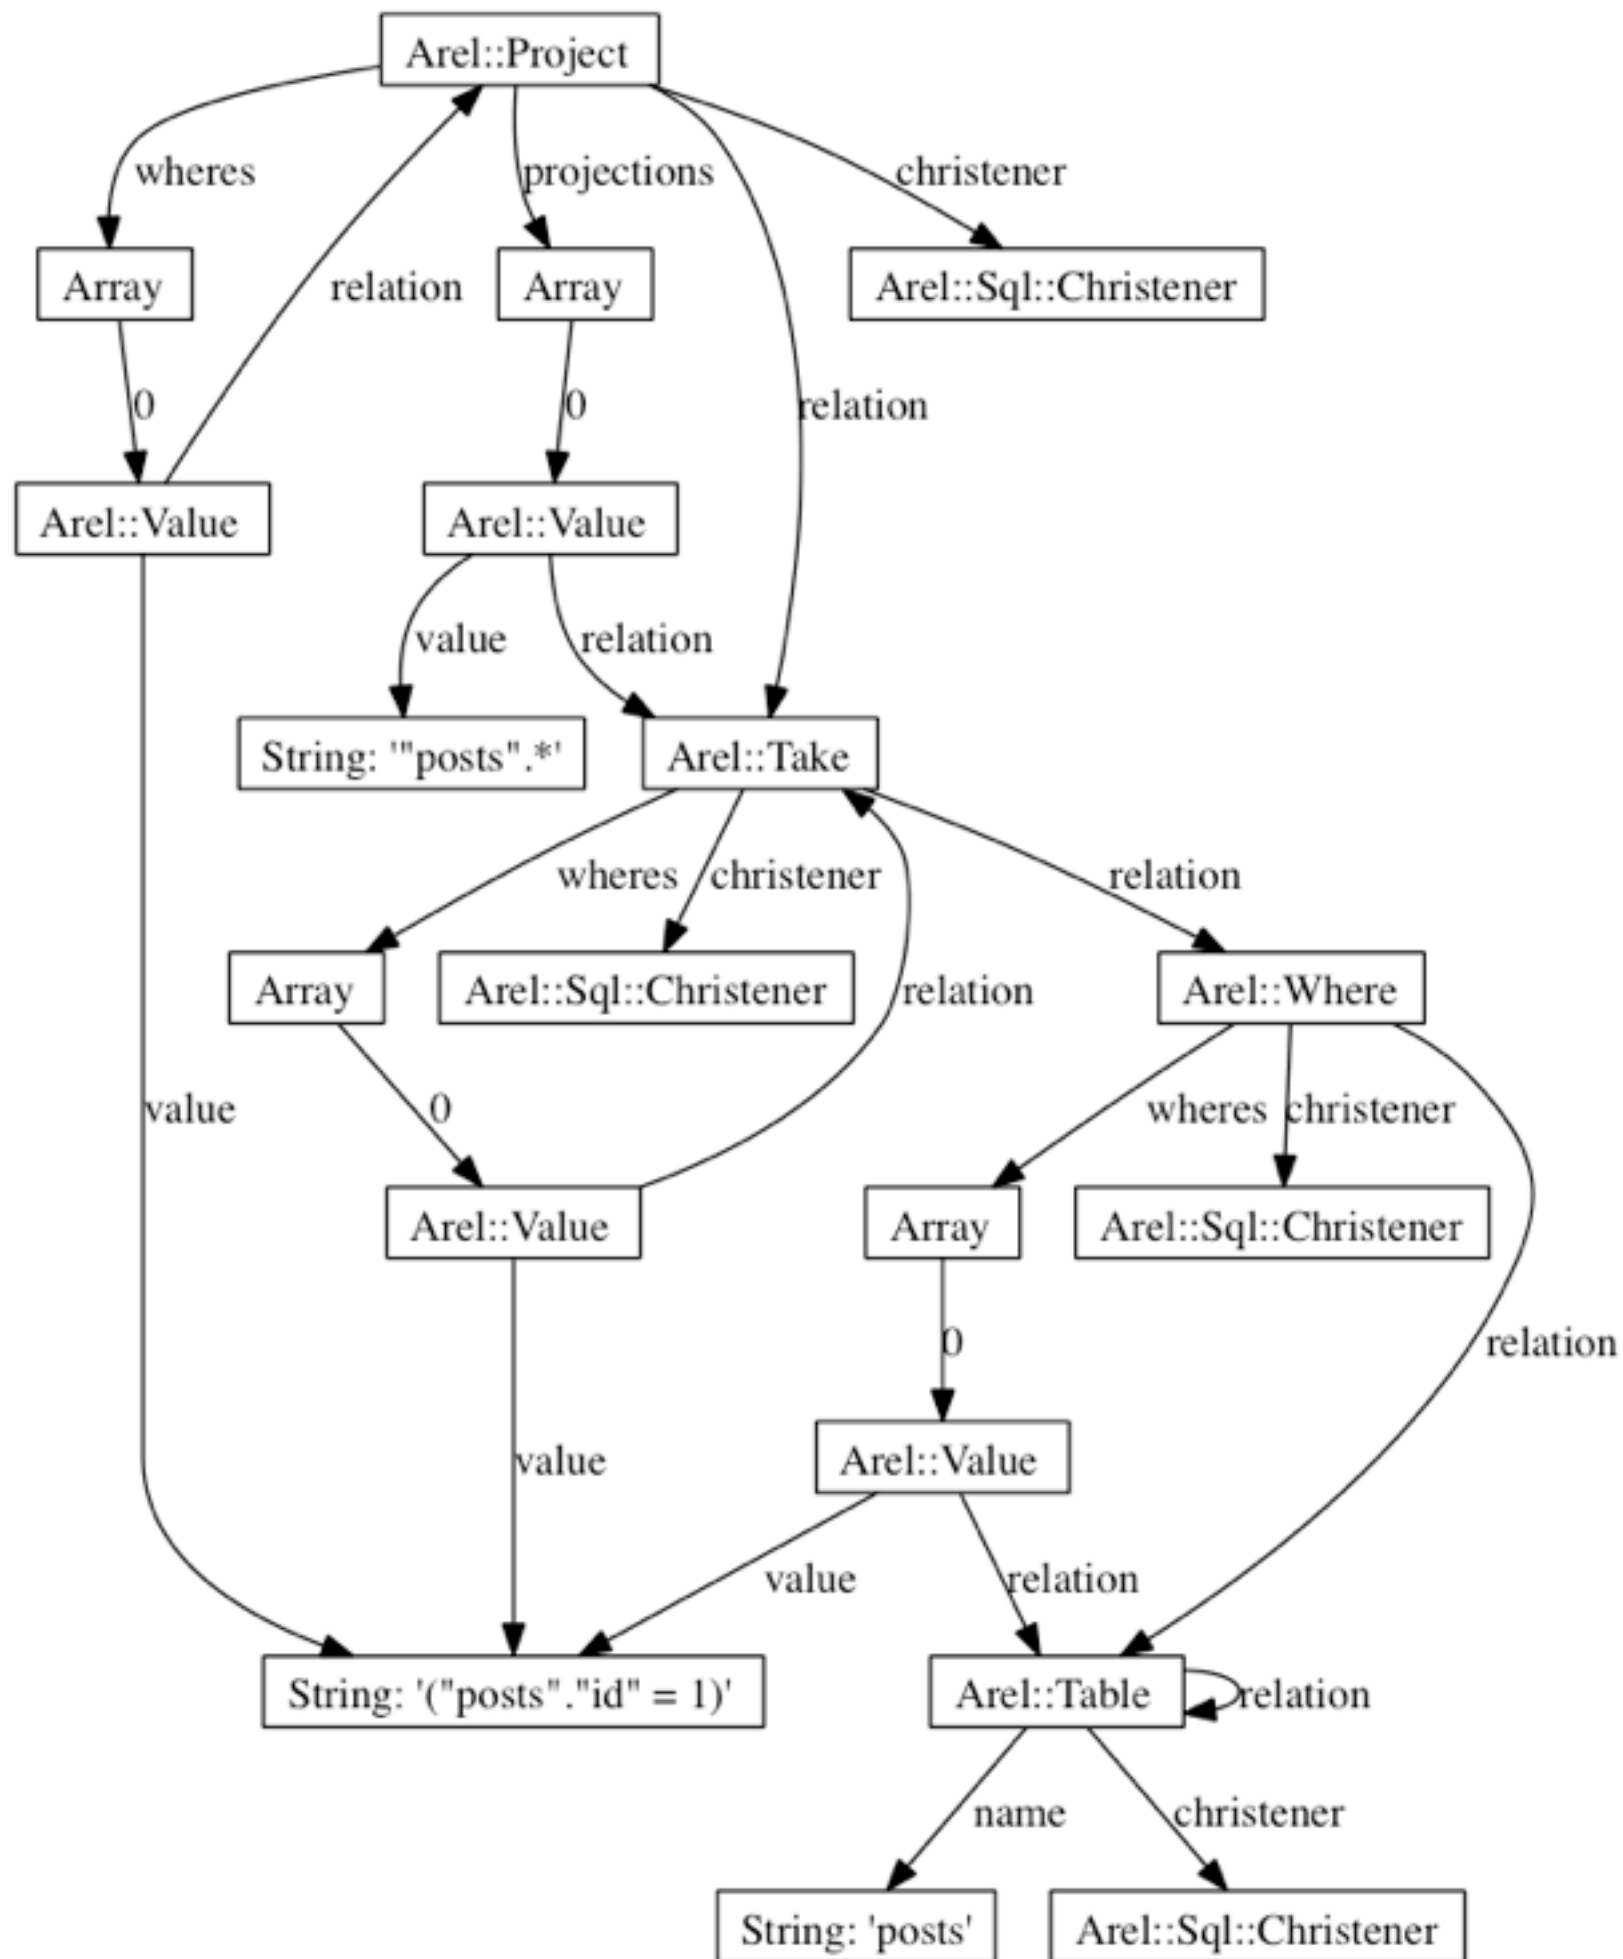 Arel::Project
wheres
projections
christener
Array
relation
Array
Arel::Sql::Christener
0
0
relation
Arel::Value
Arel::Value
value
relation
String: '"posts".*'
Arel::Take
wheres
christener
relation
Array
Arel::Sql::Christener
relation
Arel::Where
value
0
wheres
christener
Arel::Value
Array
Arel::Sql::Christener
0
relation
value
Arel::Value
value
relation
String: '("posts"."id" = 1)'
Arel::Table
relation
name
christener
String: 'posts'
Arel::Sql::Christener